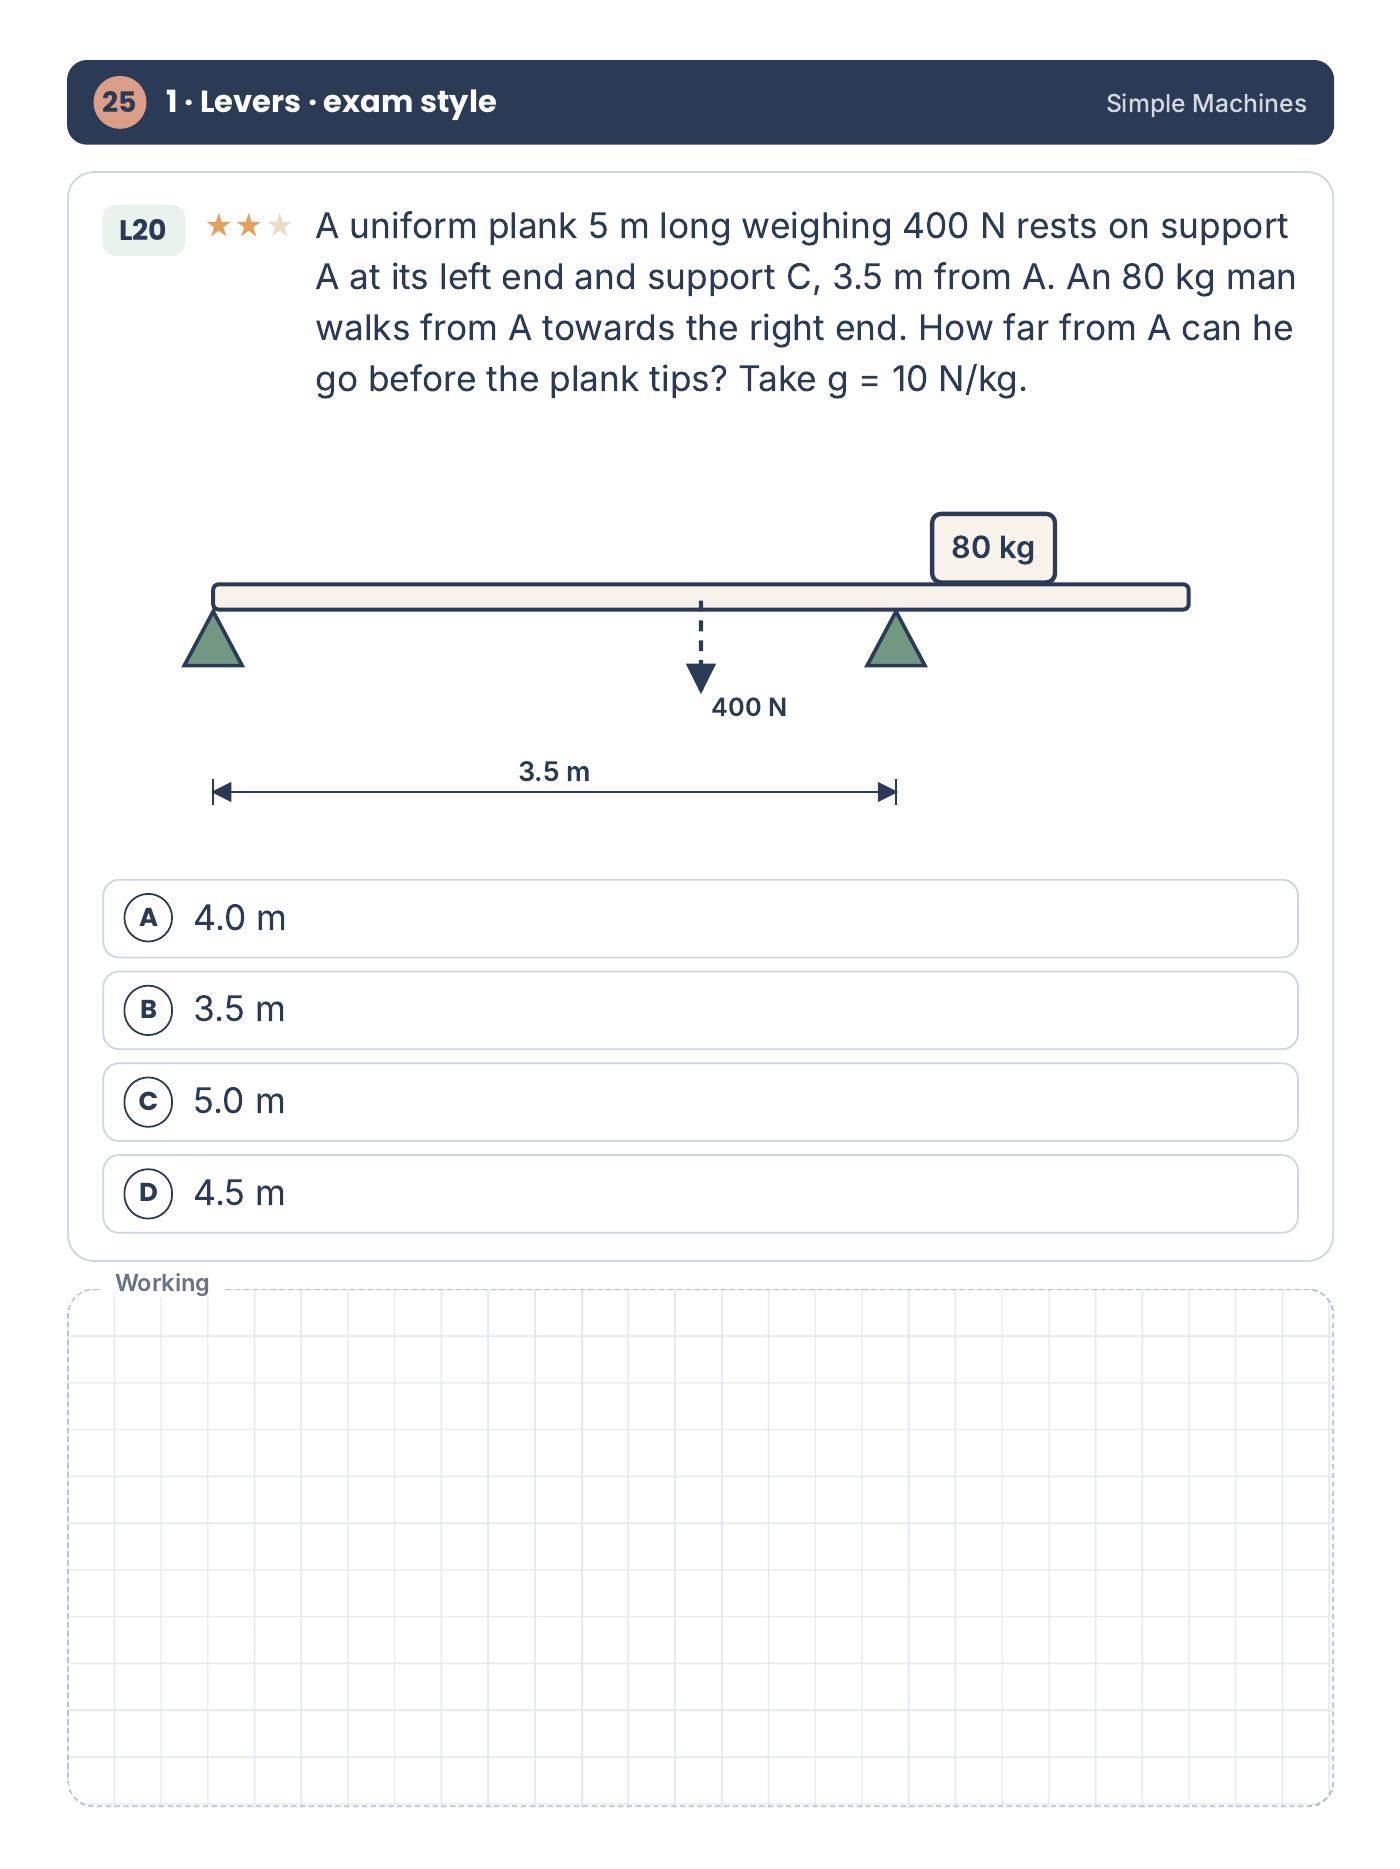 25 1 · Levers · exam style Simple Machines
L20 ★★★ A uniform plank 5 m long weighing 400 N rests on support
A at its left end and support C, 3.5 m from A. An 80 kg man
walks from A towards the right end. How far from A can he
go before the plank tips? Take g = 10 N/kg.
80 kg
400 N
3.5 m
A 4.0 m
B 3.5 m
C 5.0 m
D 4.5 m
Working